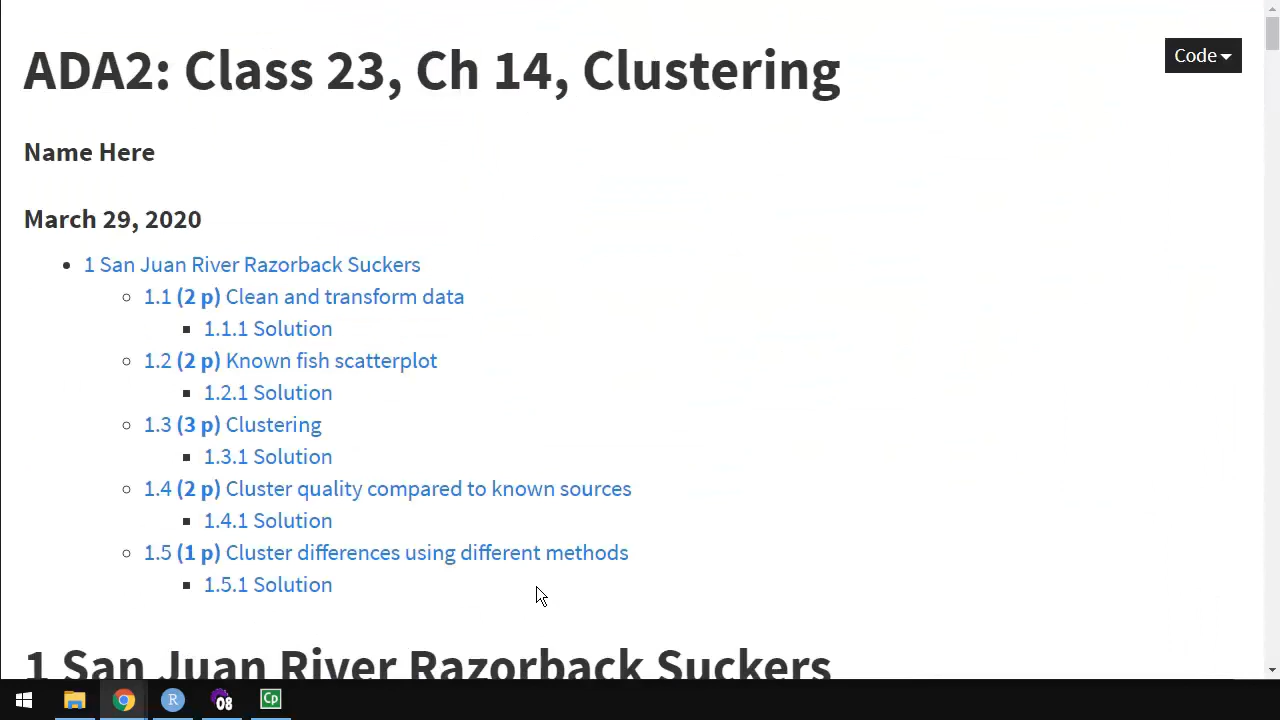 ADA2: Class 23, Ch 14, Clustering
Code
Name Here
March 29, 2020
1 San Juan River Razorback Suckers
1.1 (2 p) Clean and transform data
1.1.1 Solution
1.2 (2 p) Known fish scatterplot
1.2.1 Solution
1.3 (3 p) Clustering
1.3.1 Solution
1.4 (2 p) Cluster quality compared to known sources
1.4.1 Solution
1.5 (1 p) Cluster differences using different methods
1.5.1 Solution
1 San Juan River Razorback Suckers
R
08
Cp